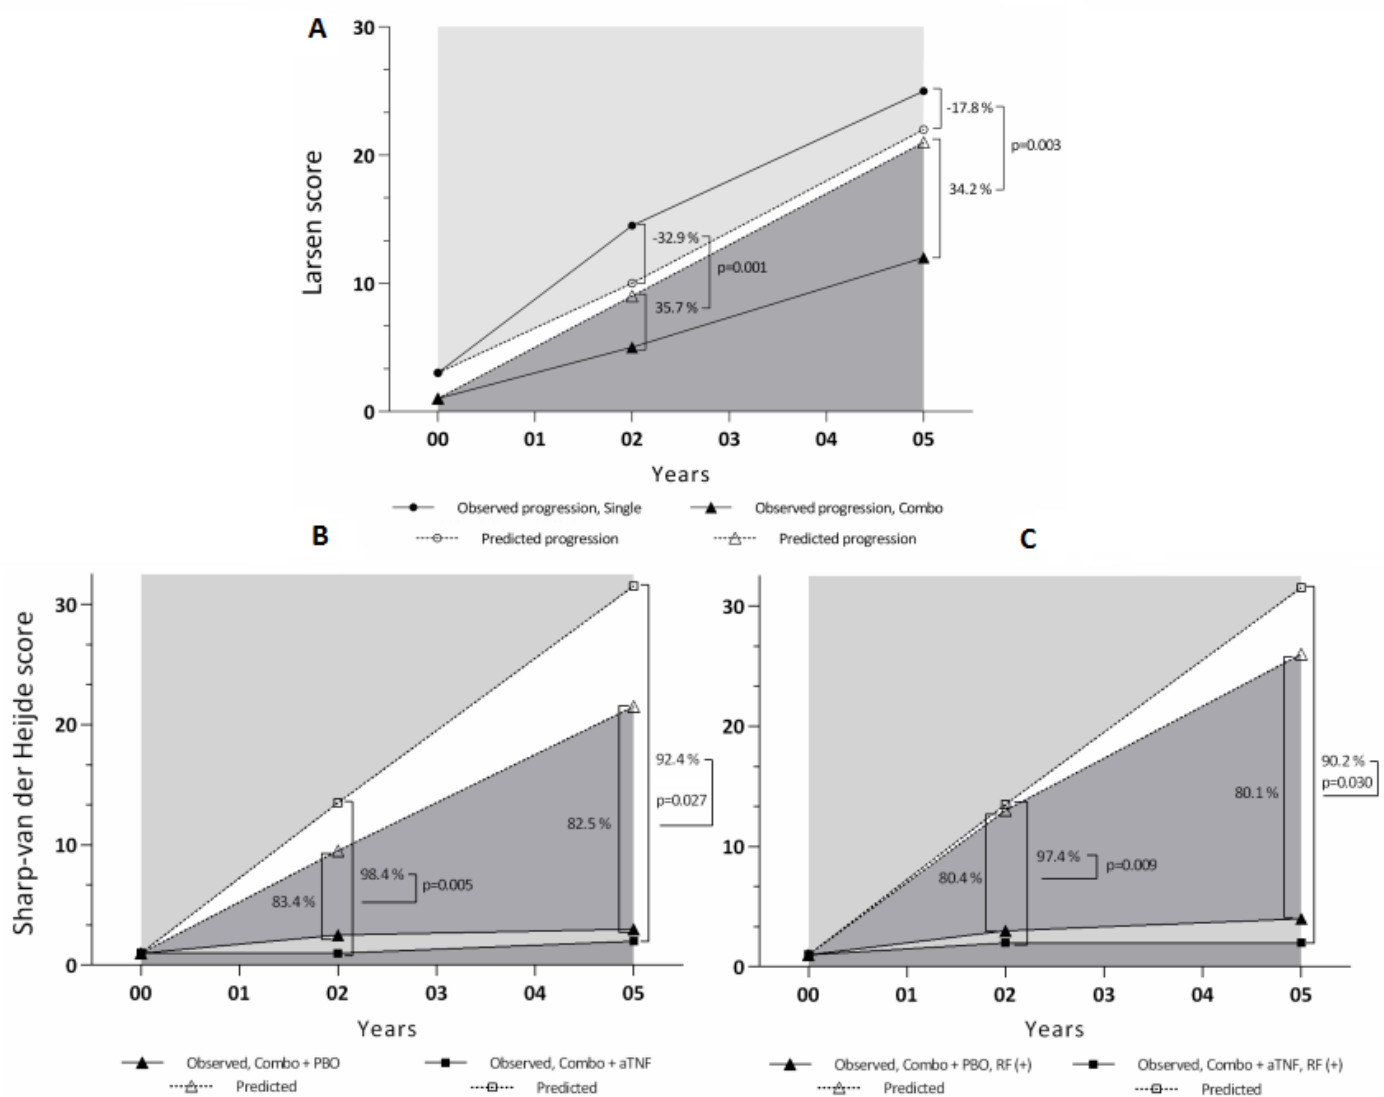 A
30
-17.8 %
p=0.003
20
34.2 %
Larsen score
-32.9 %
p=0.001
10
35.7 %
0
00 01 02 03 04 05
Years
Observed progression, Single Observed progression, Combo
Predicted progression Predicted progression
B
30
20
92.4 %
p=0.027
82.5 %
Sharp-van der Heijde score
10
98.4 %
p=0.005
83.4 %
0
00 01 02 03 04 05
Years
Observed, Combo + PBO Observed, Combo + aTNF
Predicted Predicted
C
30
20
90.2 %
p=0.030
80.1 %
10
97.4 %
p=0.009
80.4 %
0
00 01 02 03 04 05
Years
Observed, Combo + PBO, RF (+) Observed, Combo + aTNF, RF (+)
Predicted Predicted